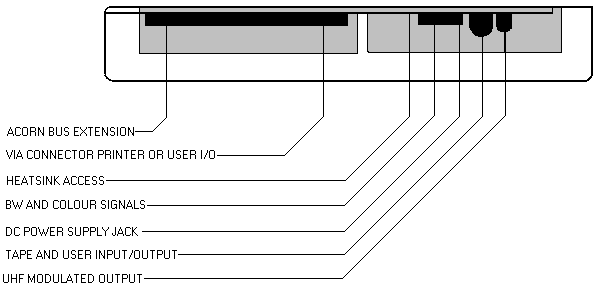 ACORN BUS EXTENSION
VIA CONNECTOR PRINTER OR USER I/O
HEATSINK ACCESS
BW AND COLOUR SIGNALS
DC POWER SUPPLY JACK
TAPE AND USER INPUT/OUTPUT
UHF MODULATED OUTPUT